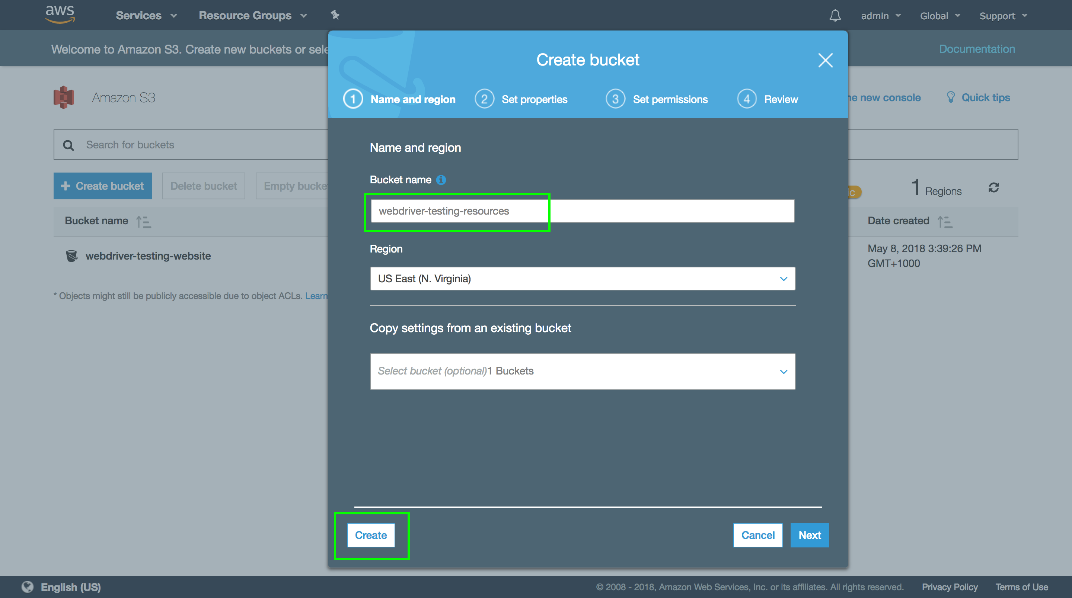 aws Services Resource Groups admin Global Support
Welcome to Amazon S3. Create new buckets or sele Documentation
Create bucket
1 Name and region 2 Set properties 3 Set permissions 4 Review
Amazon S3 he new console Quick tips
Name and region
Search for buckets
Bucket name
+ Create bucket Delete bucket Empty bucke 1 Regions
webdriver-testing-resources
Bucket name Date created
Region
webdriver-testing-website May 8, 2018 3:39:26 PM
GMT+1000
US East (N. Virginia)
* Objects might still be publicly accessible due to object ACLs. Learn
Copy settings from an existing bucket
Select bucket (optional)1 Buckets
Create Cancel Next
English (US) © 2008 - 2018, Amazon Web Services, Inc. or its affiliates. All rights reserved. Privacy Policy Terms of Use